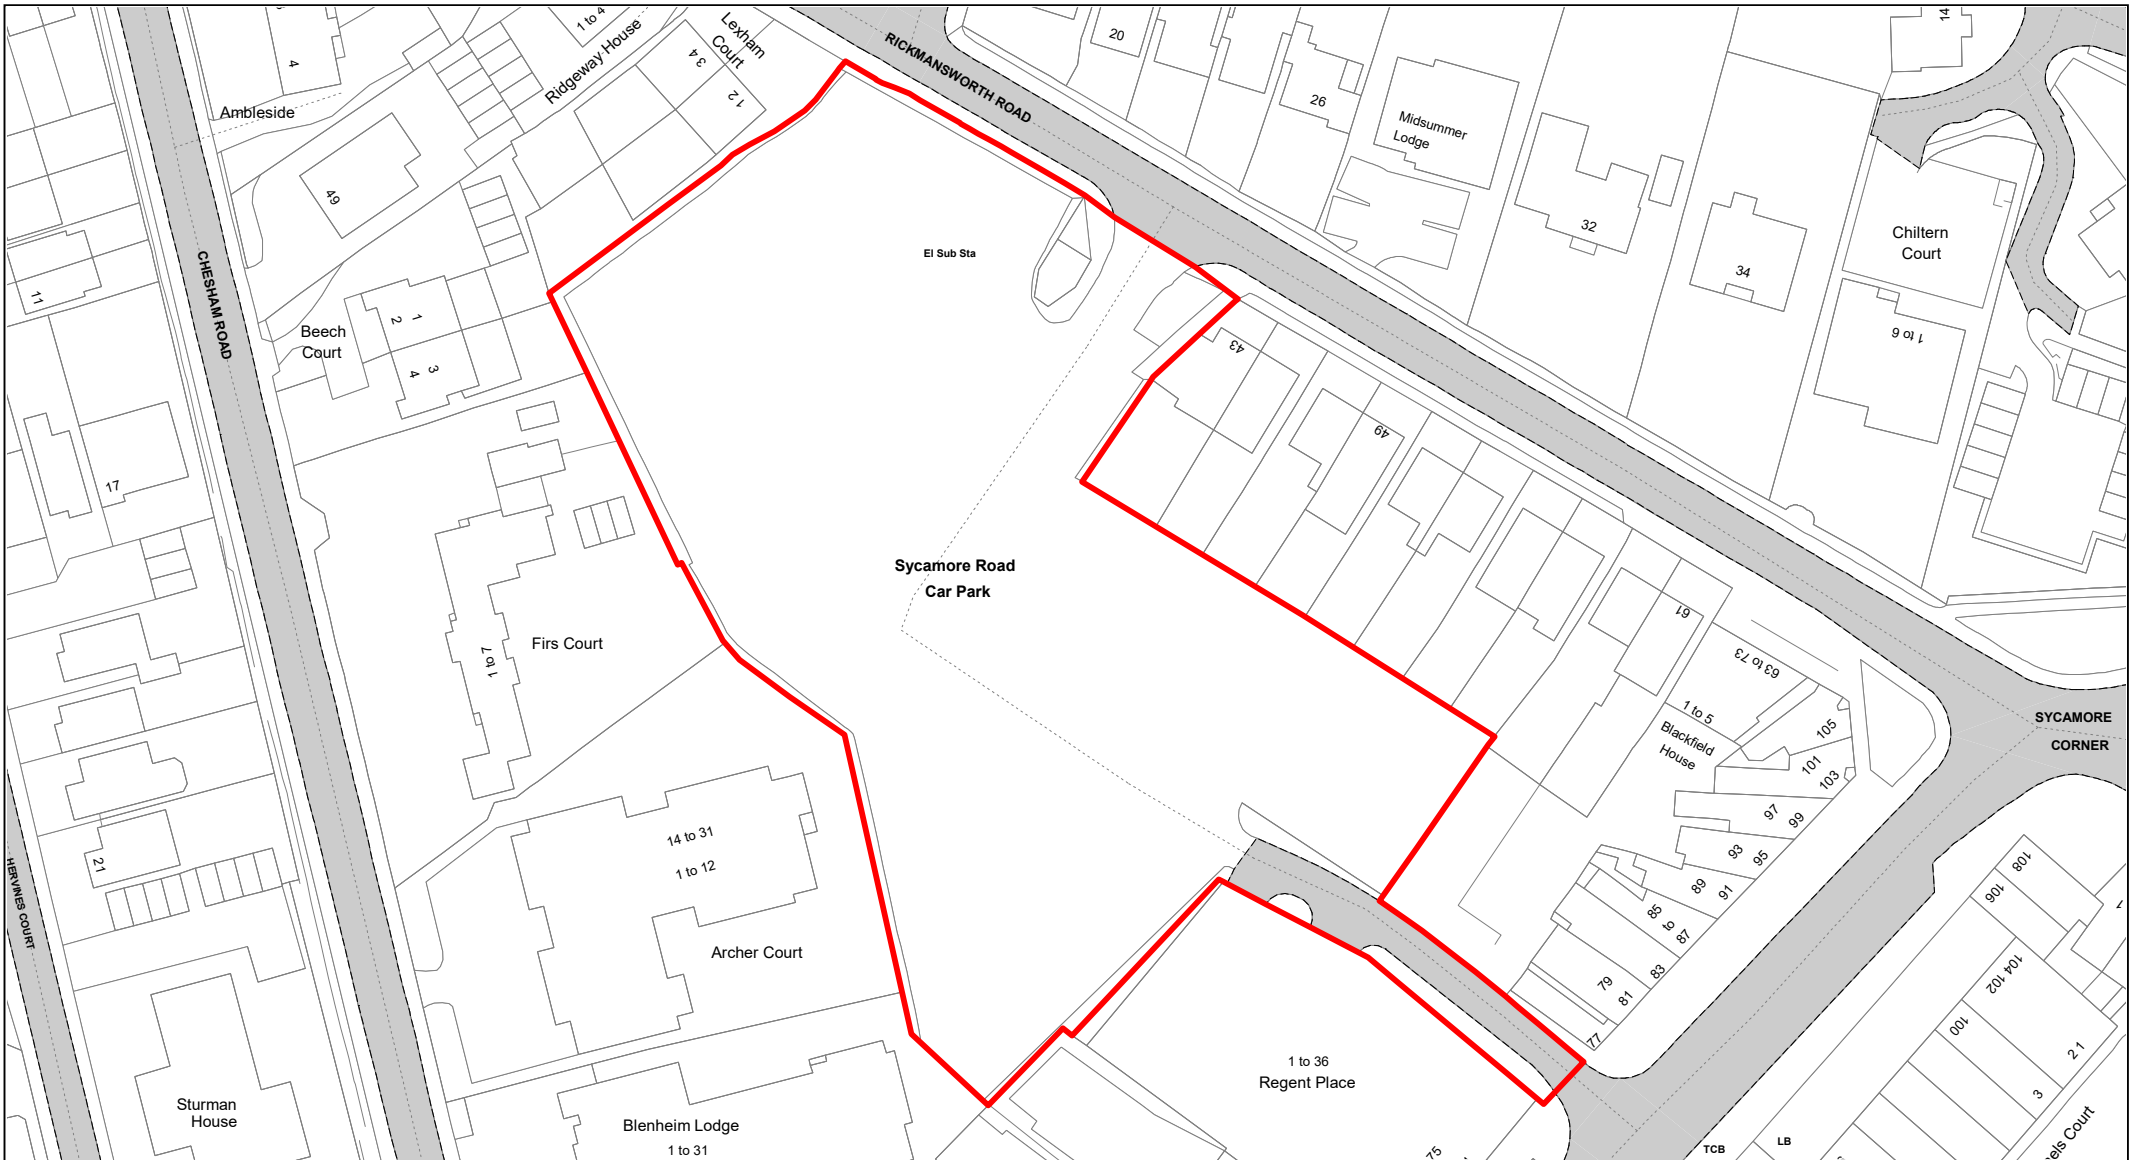 1 to 4
Ridgeway House
Lexham
Court
34
12
RICKMANSWORTH ROAD
20
26
Midsummer
Lodge
14
4
Ambleside
49
32
34
Chiltern
Court
1 to 6
CHESHAM ROAD
11
El Sub Sta
Beech
Court
1
2
3
4
43
49
17
Sycamore Road
Car Park
Firs Court
1 to 7
61
63 to 73
1 to 5
Blackfield
House
105
101
103
97
99
93
95
89
91
85
to
87
83
79
81
77
SYCAMORE
CORNER
14 to 31
1 to 12
Archer Court
21
HERVINES COURT
108
106
104 102
100
2 1
3
1 to 36
Regent Place
Sturman
House
Blenheim Lodge
1 to 31
75
TCB
LB
els Court